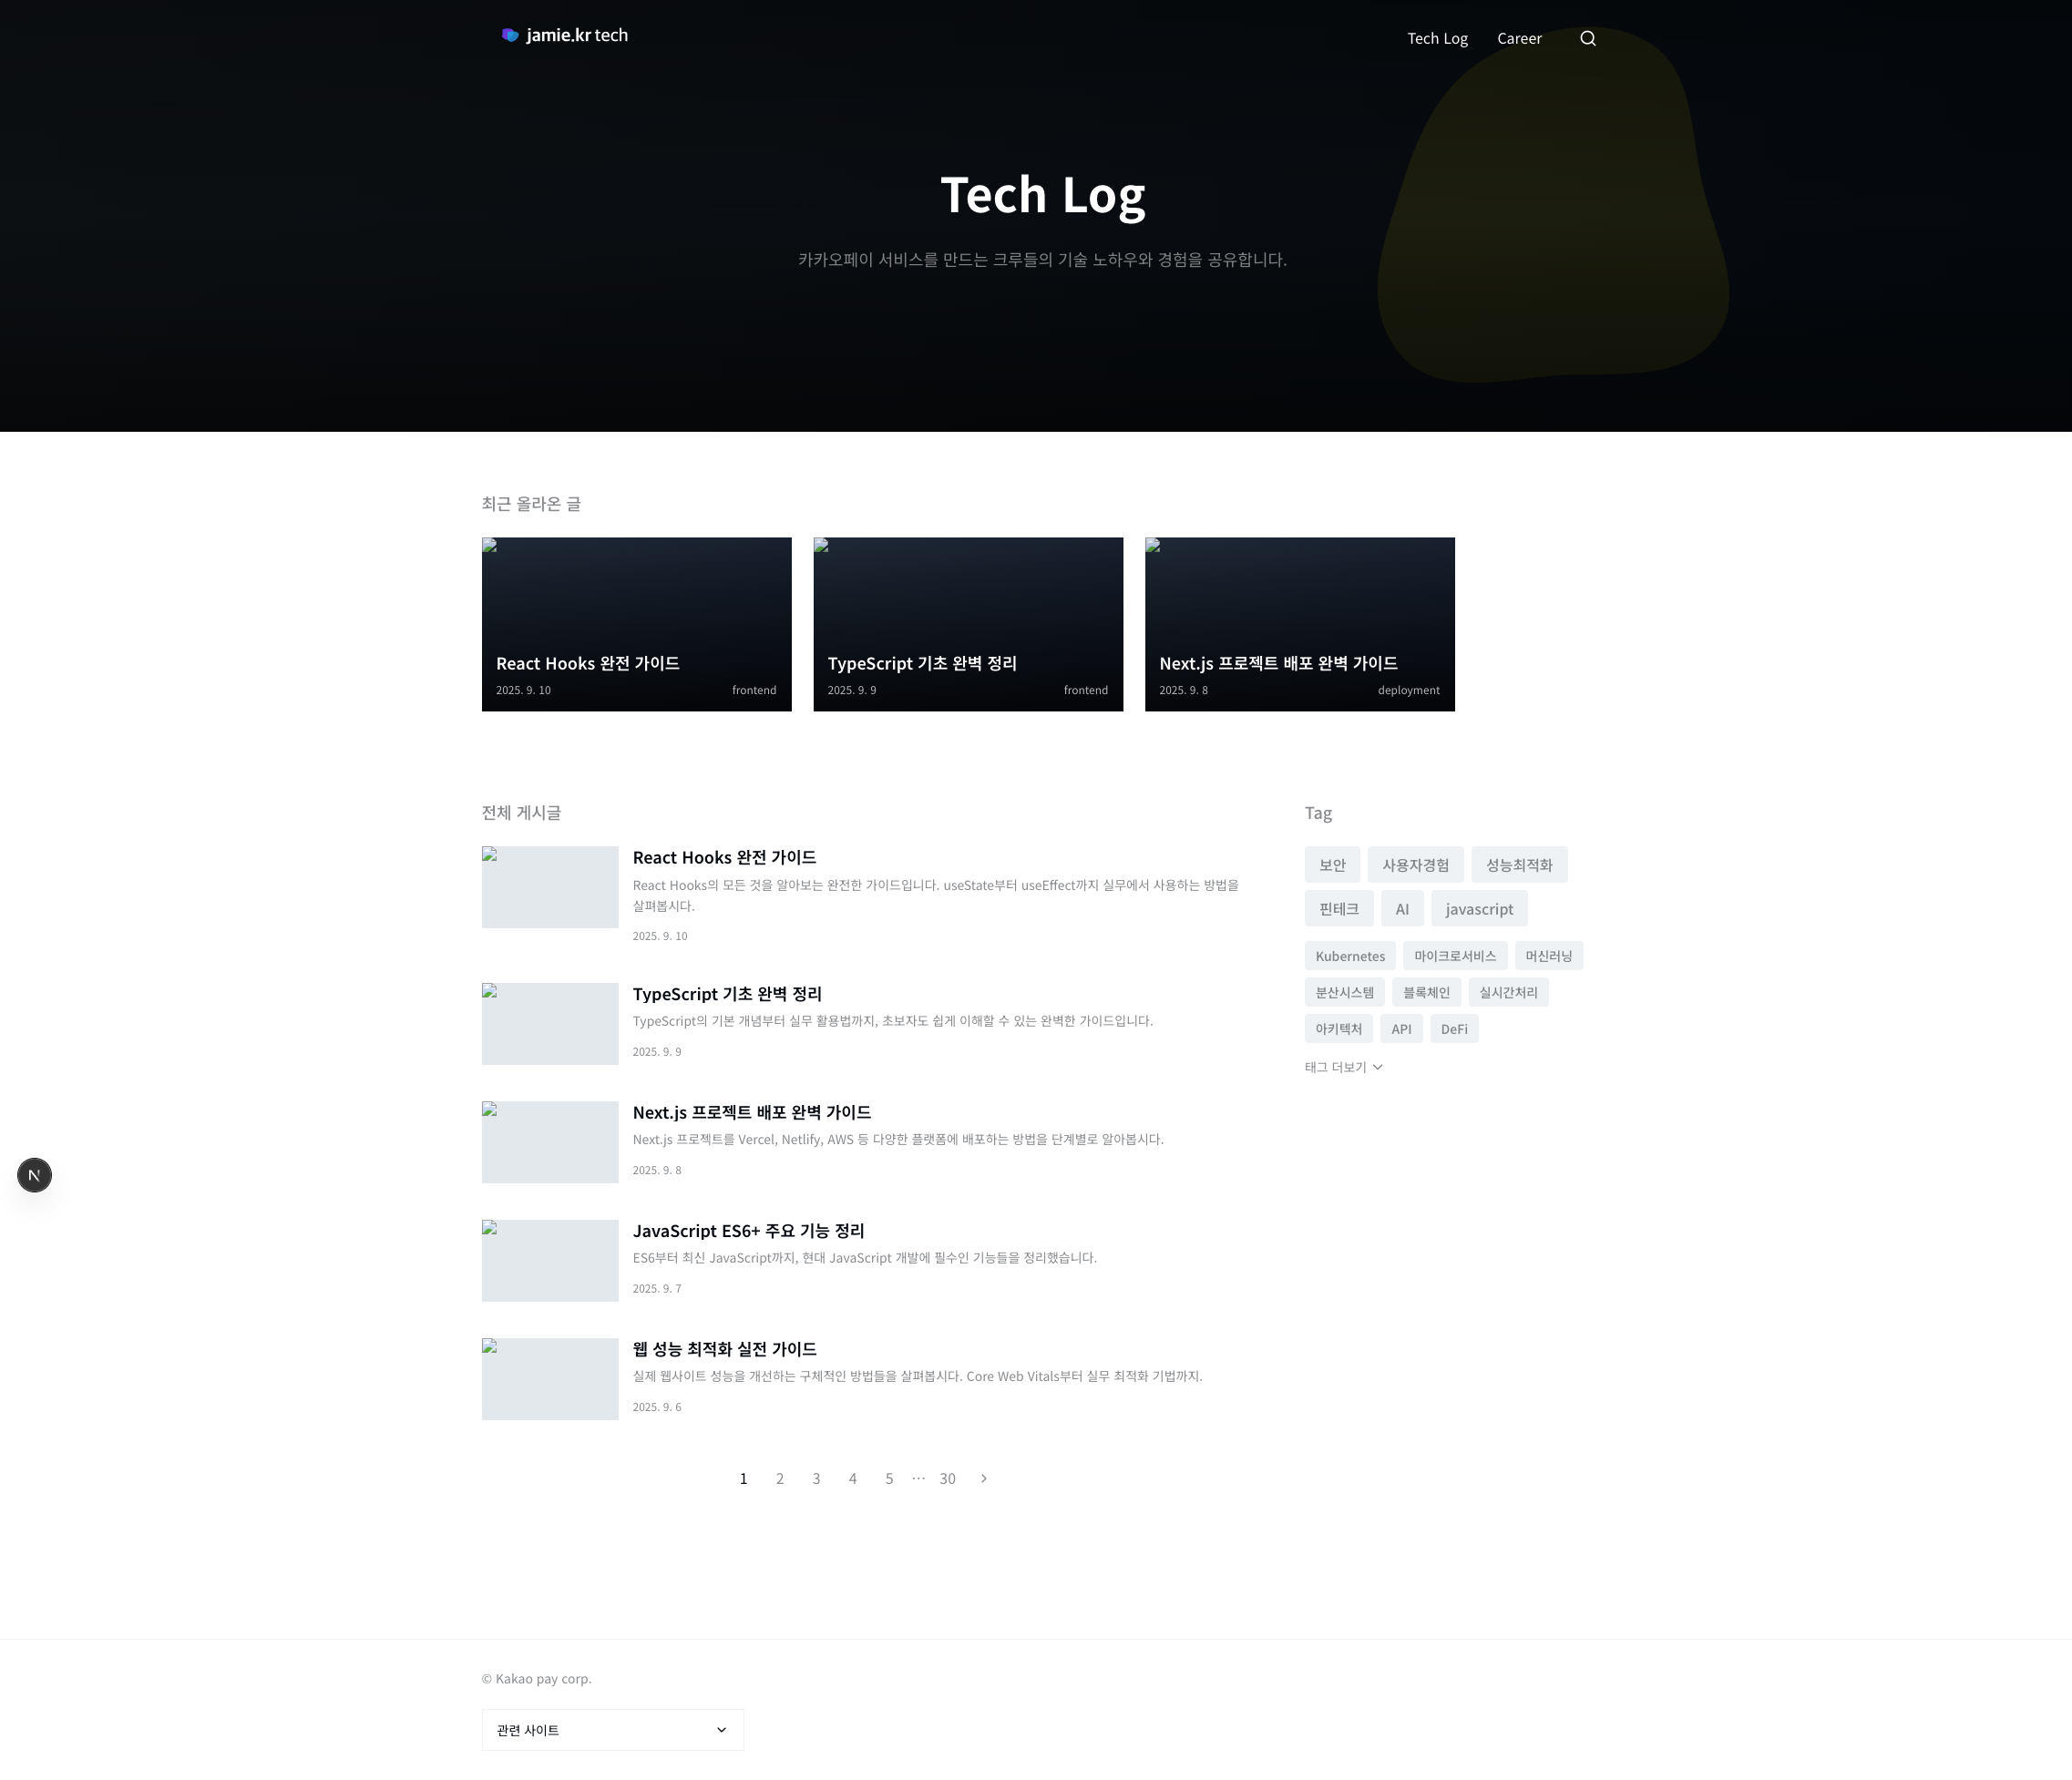 jamie.kr tech
Tech Log
Career
Tech Log
카카오페이 서비스를 만드는 크루들의 기술 노하우와 경험을 공유합니다.
최근 올라온 글
React Hooks 완전 가이드
2025. 9. 10
frontend
TypeScript 기초 완벽 정리
2025. 9. 9
frontend
Next.js 프로젝트 배포 완벽 가이드
2025. 9. 8
deployment
전체 게시글
React Hooks 완전 가이드
React Hooks의 모든 것을 알아보는 완전한 가이드입니다. useState부터 useEffect까지 실무에서 사용하는 방법을
살펴봅시다.
2025. 9. 10
TypeScript 기초 완벽 정리
TypeScript의 기본 개념부터 실무 활용법까지, 초보자도 쉽게 이해할 수 있는 완벽한 가이드입니다.
2025. 9. 9
Next.js 프로젝트 배포 완벽 가이드
Next.js 프로젝트를 Vercel, Netlify, AWS 등 다양한 플랫폼에 배포하는 방법을 단계별로 알아봅시다.
2025. 9. 8
JavaScript ES6+ 주요 기능 정리
ES6부터 최신 JavaScript까지, 현대 JavaScript 개발에 필수인 기능들을 정리했습니다.
2025. 9. 7
웹 성능 최적화 실전 가이드
실제 웹사이트 성능을 개선하는 구체적인 방법들을 살펴봅시다. Core Web Vitals부터 실무 최적화 기법까지.
2025. 9. 6
1 2 3 4 5 ··· 30
Tag
보안 사용자경험 성능최적화
핀테크 AI javascript
Kubernetes 마이크로서비스 머신러닝
분산시스템 블록체인 실시간처리
아키텍처 API DeFi
태그 더보기
N
© Kakao pay corp.
관련 사이트